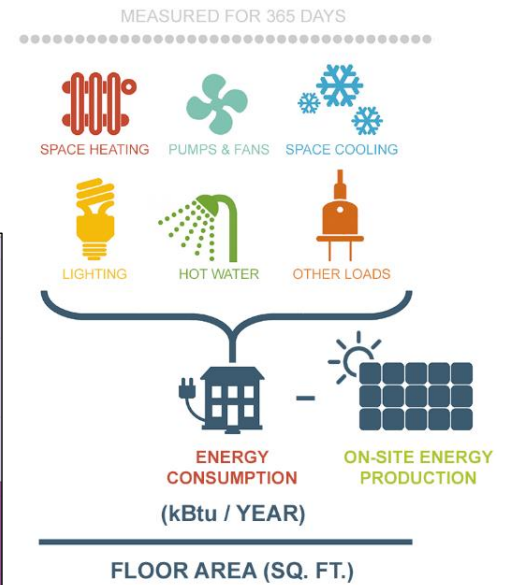 MEASURED FOR 365 DAYS
SPACE HEATING
PUMPS & FANS
SPACE COOLING
LIGHTING
HOT WATER
OTHER LOADS
–
ENERGY
CONSUMPTION
ON-SITE ENERGY
PRODUCTION
(kBtu / YEAR)
FLOOR AREA (SQ. FT.)